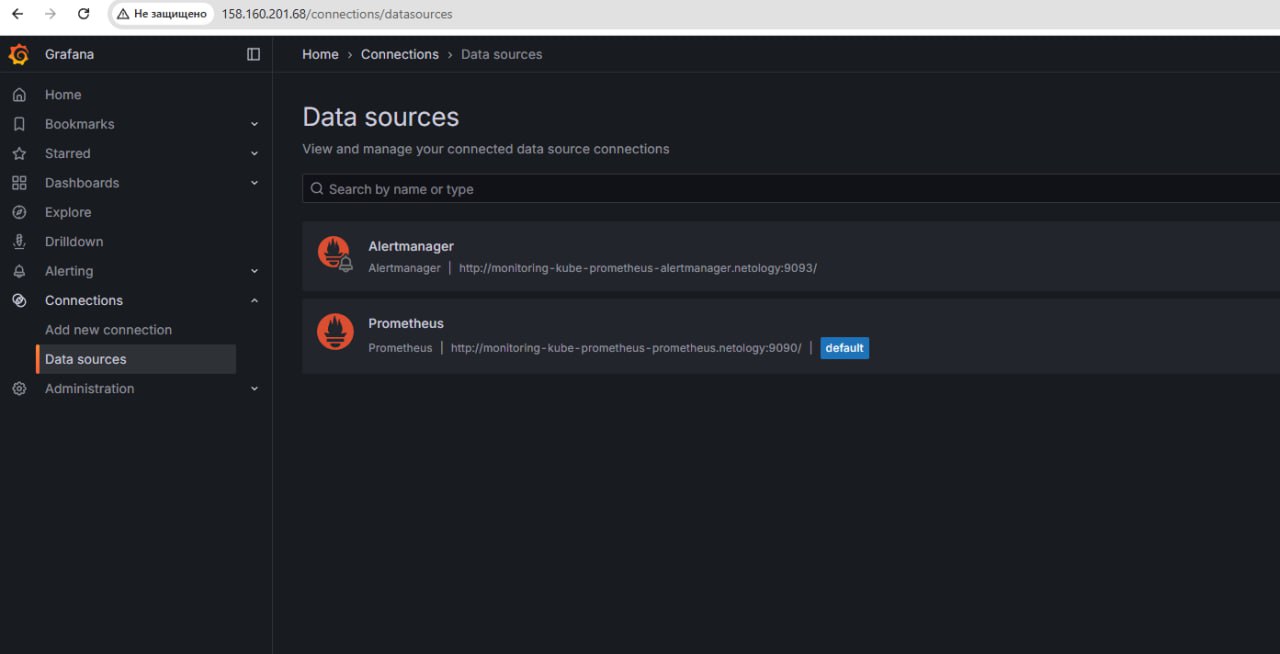 Не защищено 158.160.201.68/connections/datasources
Grafana
Home › Connections › Data sources
Home
Bookmarks
Starred
Dashboards
Explore
Drilldown
Alerting
Connections
Add new connection
Data sources
Administration
Data sources
View and manage your connected data source connections
Search by name or type
Alertmanager
Alertmanager | http://monitoring-kube-prometheus-alertmanager.netology:9093/
Prometheus
Prometheus | http://monitoring-kube-prometheus-prometheus.netology:9090/ | default